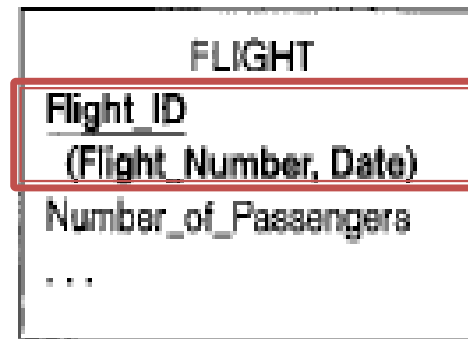 FLIGHT
Flight_ID
(Flight_Number, Date)
Number_of_Passengers
...